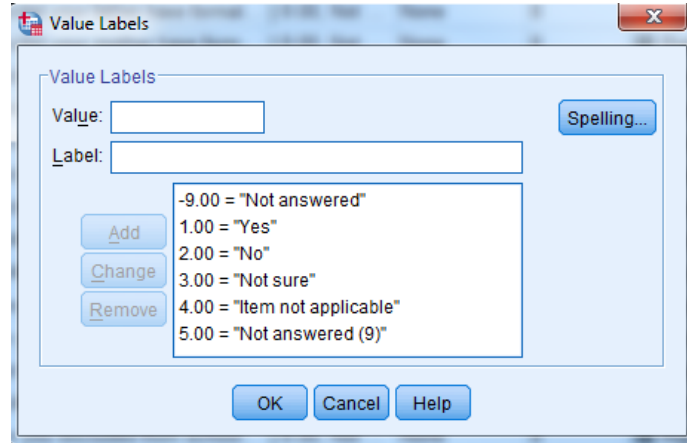 Value Labels
Value Labels
Value:
Spelling...
Label:
-9.00 = "Not answered"
Add
1.00 = "Yes"
2.00 = "No"
Change
3.00 = "Not sure"
Remove
4.00 = "Item not applicable"
5.00 = "Not answered (9)"
OK Cancel Help